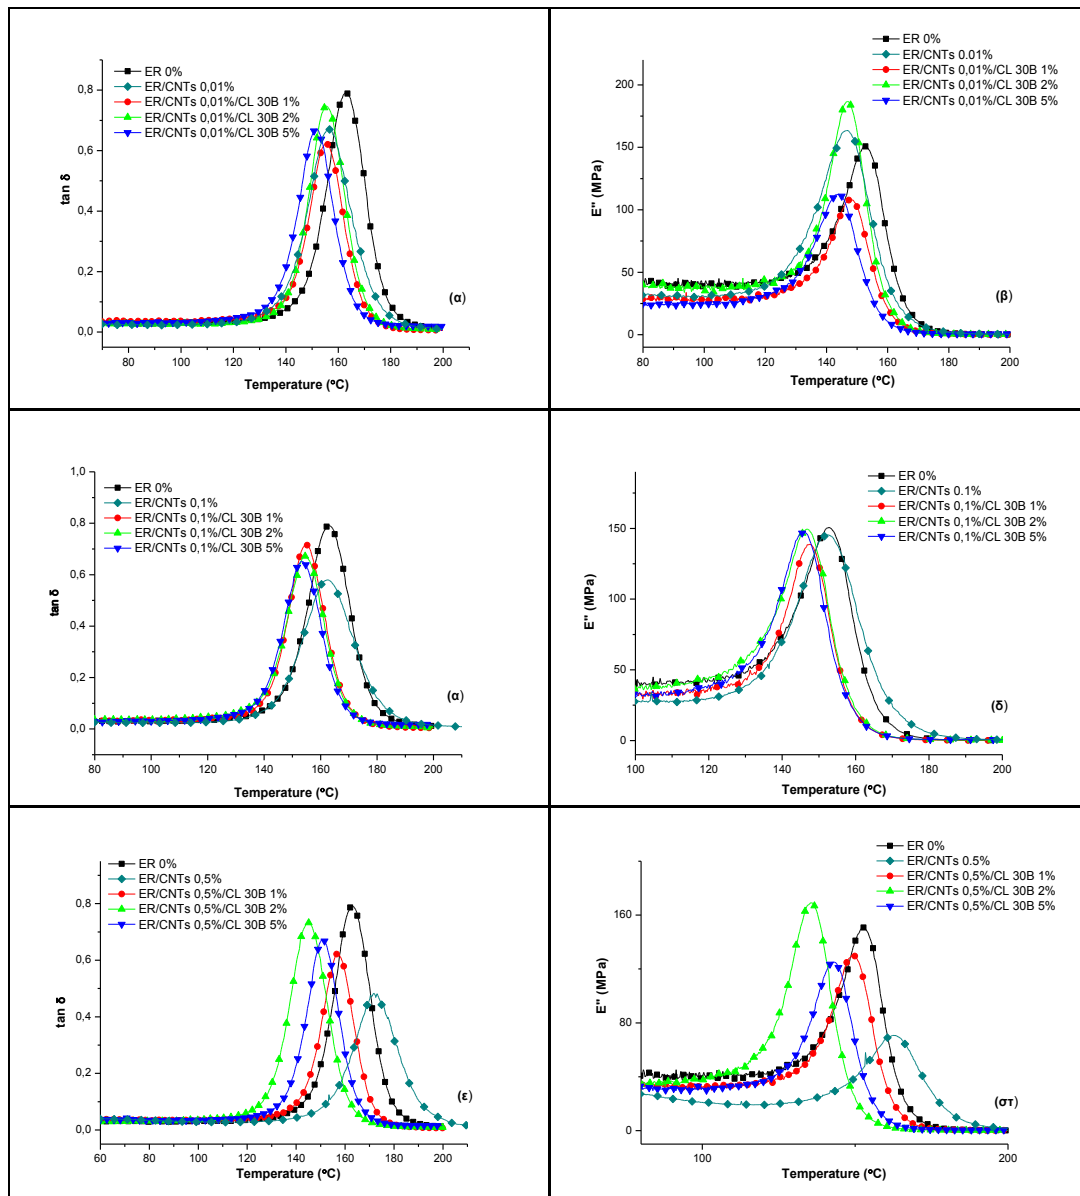 ER 0%
ER/CNTs 0,01%
ER/CNTs 0,01%/CL 30B 1%
ER/CNTs 0,01%/CL 30B 2%
ER/CNTs 0,01%/CL 30B 5%
0,8
0,6
0,4
0,2
0,0
tan δ
(α)
80 100 120 140 160 180 200
Temperature (ºC)
ER 0%
ER/CNTs 0.01%
ER/CNTs 0,01%/CL 30B 1%
ER/CNTs 0,01%/CL 30B 2%
ER/CNTs 0,01%/CL 30B 5%
200
150
100
50
0
E'' (MPa)
(β)
80 100 120 140 160 180 200
Temperature (ºC)
ER 0%
ER/CNTs 0,1%
ER/CNTs 0,1%/CL 30B 1%
ER/CNTs 0,1%/CL 30B 2%
ER/CNTs 0,1%/CL 30B 5%
1,0
0,8
0,6
0,4
0,2
0,0
tan δ
(α)
80 100 120 140 160 180 200
Temperature (ºC)
ER 0%
ER/CNTs 0.1%
ER/CNTs 0,1%/CL 30B 1%
ER/CNTs 0,1%/CL 30B 2%
ER/CNTs 0,1%/CL 30B 5%
150
100
50
0
E'' (MPa)
(δ)
100 120 140 160 180 200
Temperature (ºC)
ER 0%
ER/CNTs 0,5%
ER/CNTs 0,5%/CL 30B 1%
ER/CNTs 0,5%/CL 30B 2%
ER/CNTs 0,5%/CL 30B 5%
0,8
0,6
0,4
0,2
0,0
tan δ
(ε)
60 80 100 120 140 160 180 200
Temperature (ºC)
ER 0%
ER/CNTs 0.5%
ER/CNTs 0,5%/CL 30B 1%
ER/CNTs 0,5%/CL 30B 2%
ER/CNTs 0,5%/CL 30B 5%
160
80
0
E'' (MPa)
(στ)
100 200
Temperature (ºC)